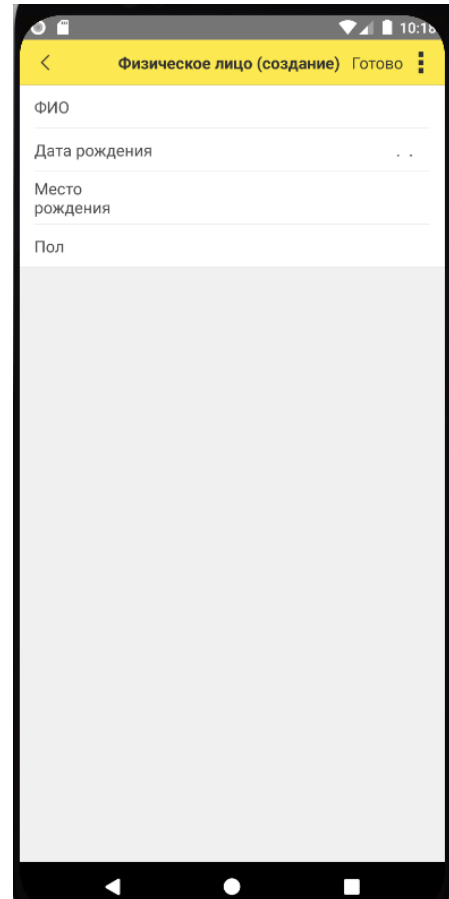 10:18
Физическое лицо (создание) Готово
ФИО
Дата рождения . .
Место
рождения
Пол